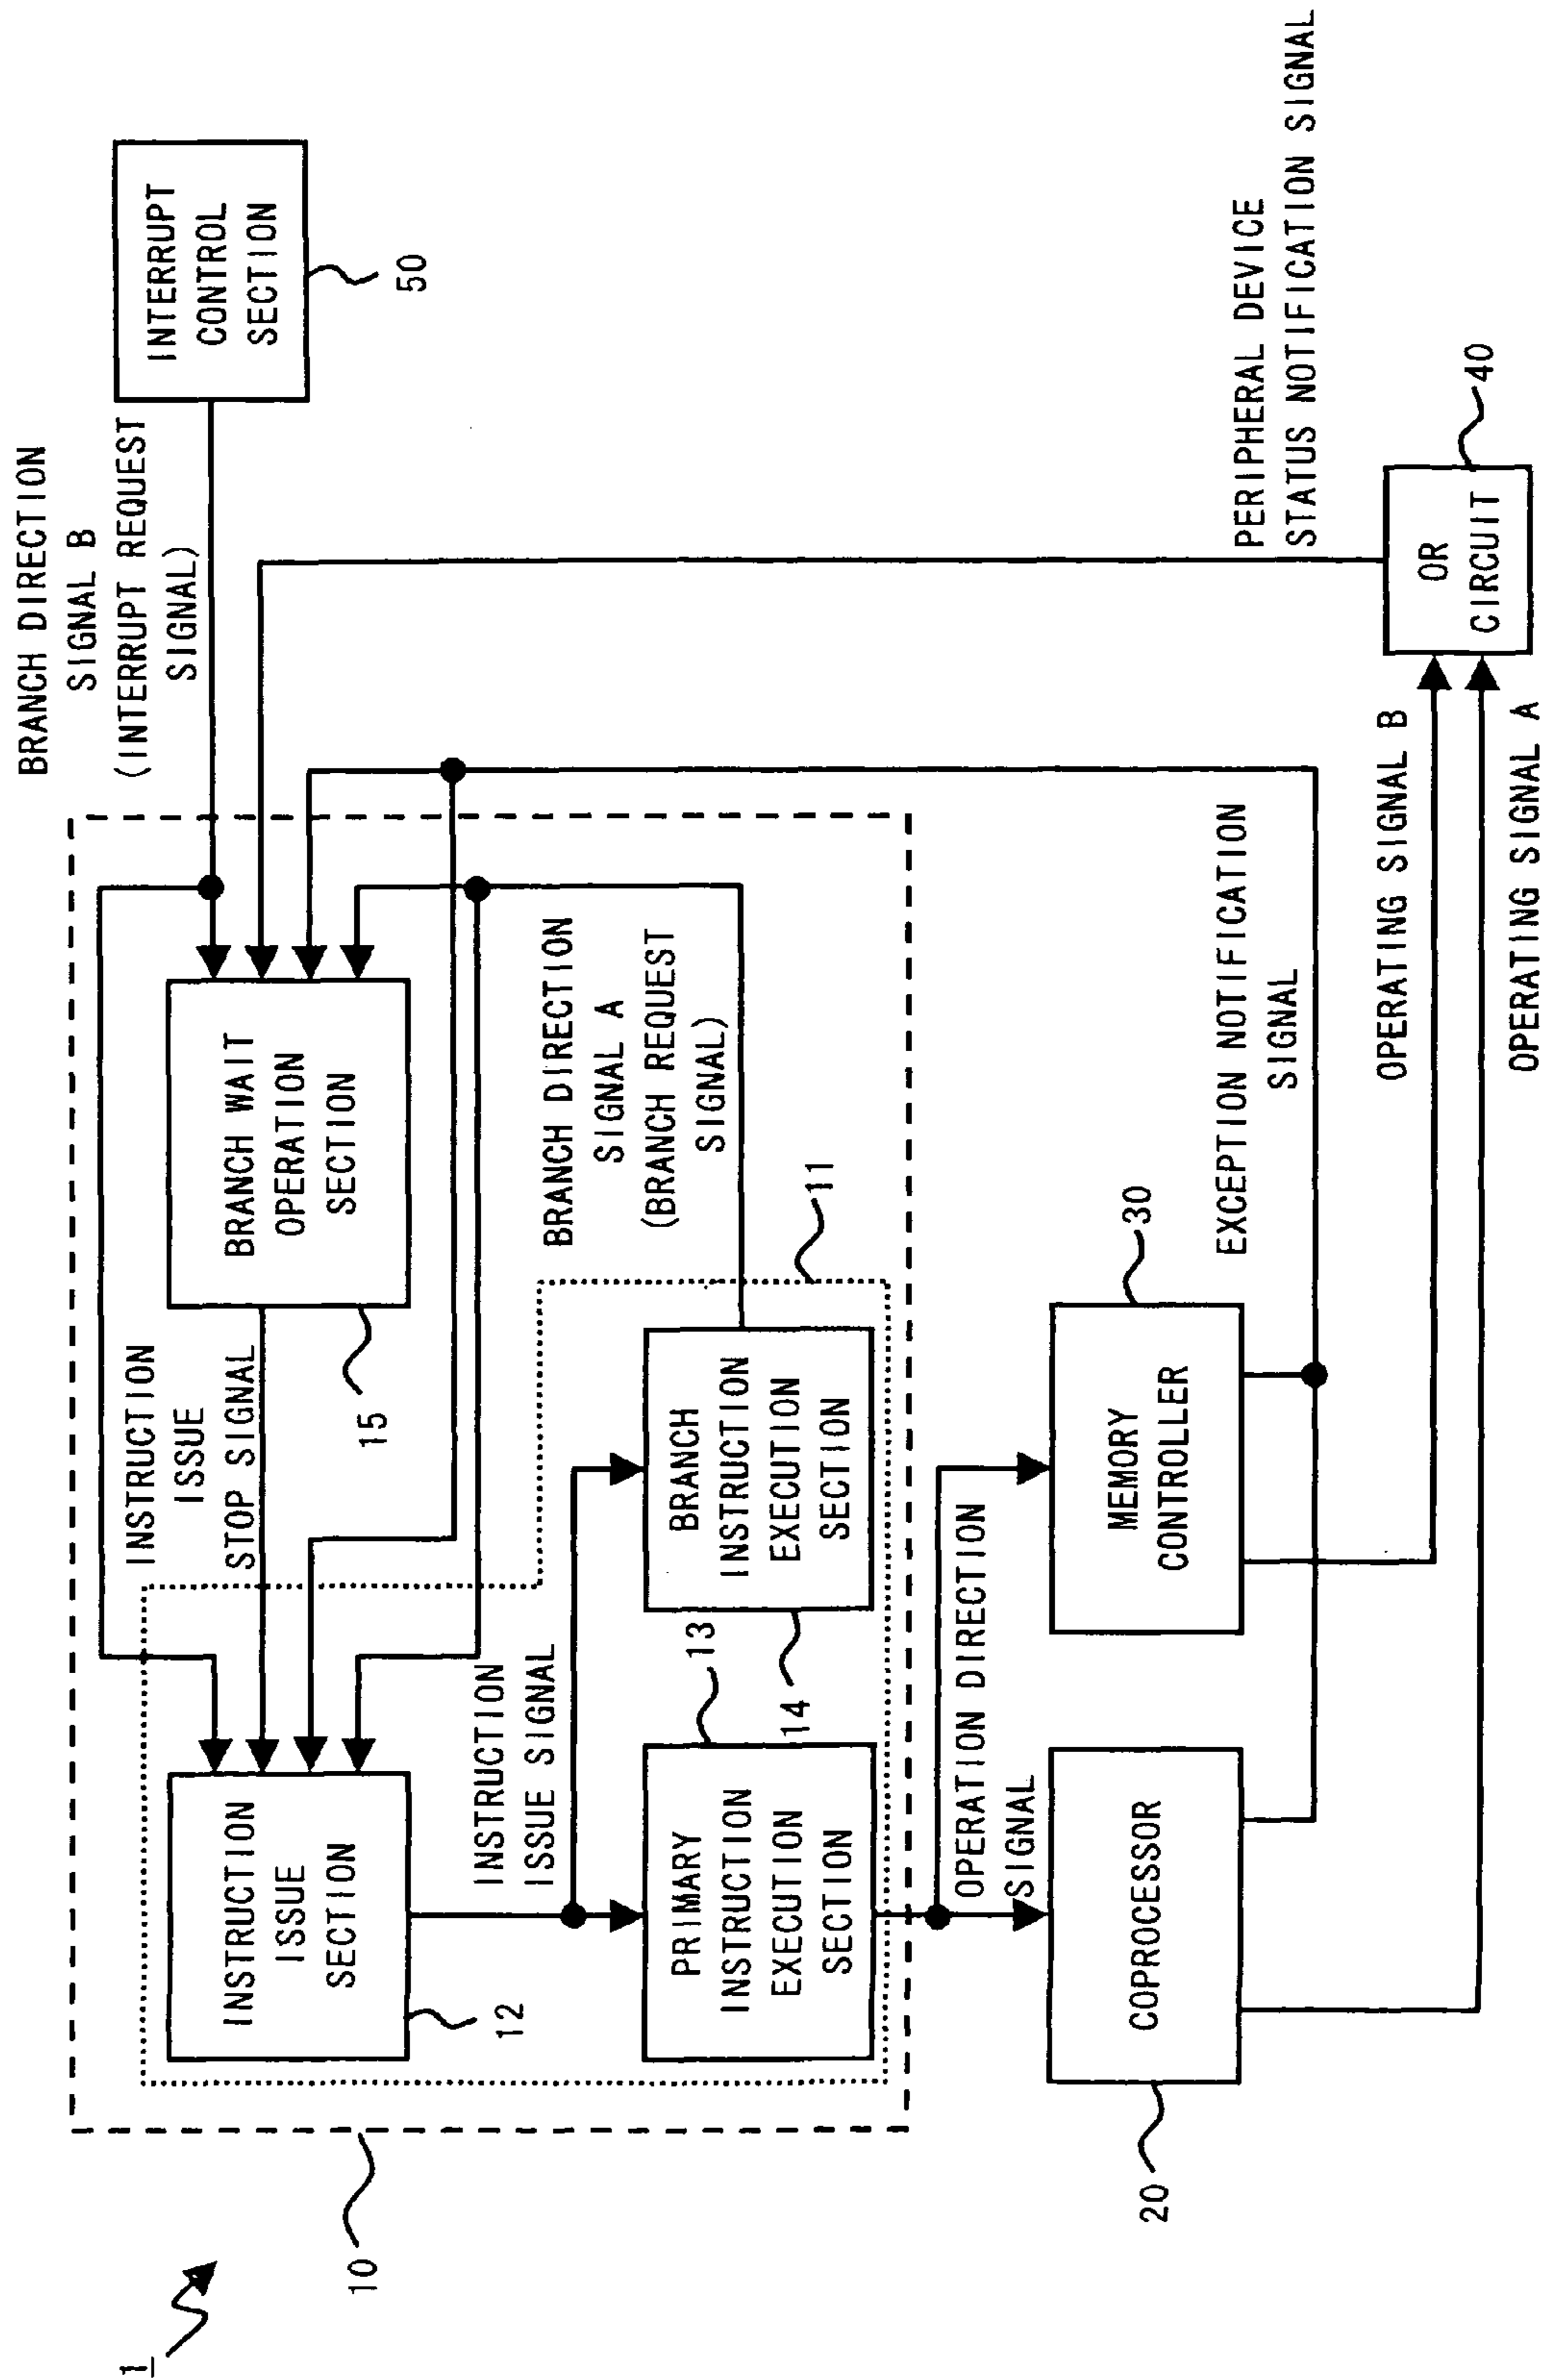 1
10
BRANCH DIRECTION
SIGNAL B
(INTERRUPT REQUEST
SIGNAL)
INTERRUPT
CONTROL
SECTION
50
INSTRUCTION
ISSUE
STOP SIGNAL
BRANCH WAIT
OPERATION
SECTION
15
INSTRUCTION
ISSUE
SECTION
12
BRANCH DIRECTION
SIGNAL A
(BRANCH REQUEST
SIGNAL)
11
INSTRUCTION
ISSUE SIGNAL
PRIMARY
INSTRUCTION
EXECUTION
SECTION
13
BRANCH
INSTRUCTION
EXECUTION
SECTION
14
OPERATION DIRECTION
SIGNAL
COPROCESSOR
20
MEMORY
CONTROLLER
30
EXCEPTION NOTIFICATION
SIGNAL
PERIPHERAL DEVICE
STATUS NOTIFICATION SIGNAL
OPERATING SIGNAL B
OPERATING SIGNAL A
OR
CIRCUIT
40